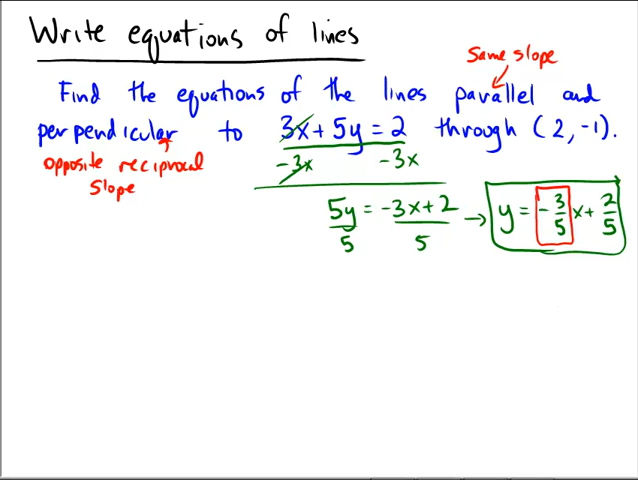 Write equations of lines
Same slope
Find the equations of the lines parallel and
perpendicular to 3x + 5y = 2 through (2, -1).
opposite reciprocal
slope
-3x -3x
5y = -3x + 2 → y = -3/5 x + 2/5
5 5